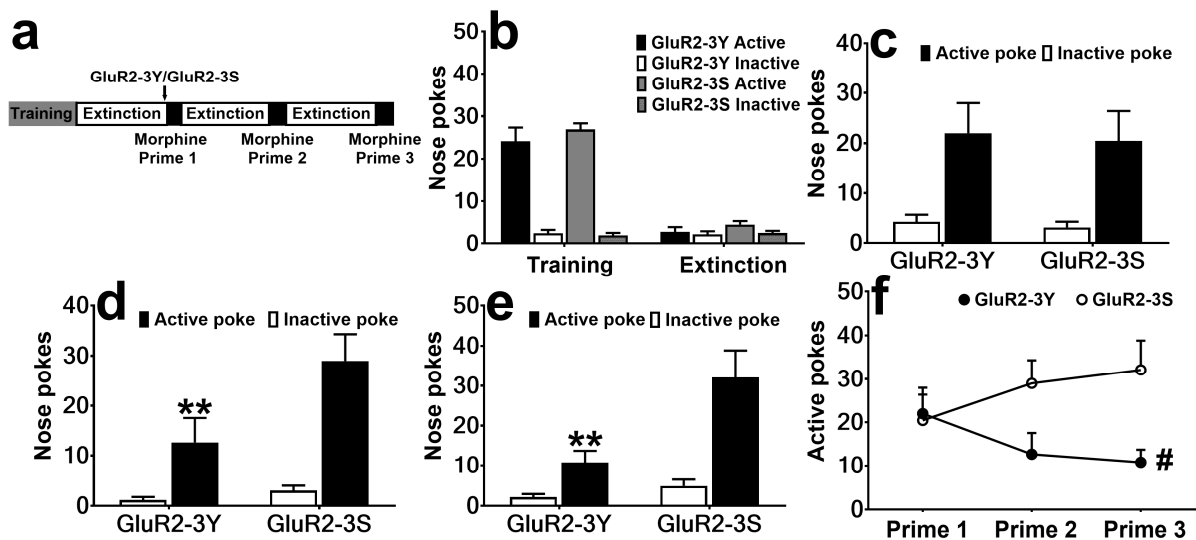 a
GluR2-3Y/GluR2-3S
Training Extinction Extinction Extinction
Morphine Morphine Morphine
Prime 1 Prime 2 Prime 3
b
Nose pokes
50
40
30
20
10
0
GluR2-3Y Active
GluR2-3Y Inactive
GluR2-3S Active
GluR2-3S Inactive
Training Extinction
c
Nose pokes
40
30
20
10
0
Active poke Inactive poke
GluR2-3Y GluR2-3S
d
Nose pokes
40
30
20
10
0
Active poke Inactive poke
**
GluR2-3Y GluR2-3S
e
Nose pokes
50
40
30
20
10
0
Active poke Inactive poke
**
GluR2-3Y GluR2-3S
f
Active pokes
50
40
30
20
10
0
GluR2-3Y GluR2-3S
#
Prime 1 Prime 2 Prime 3